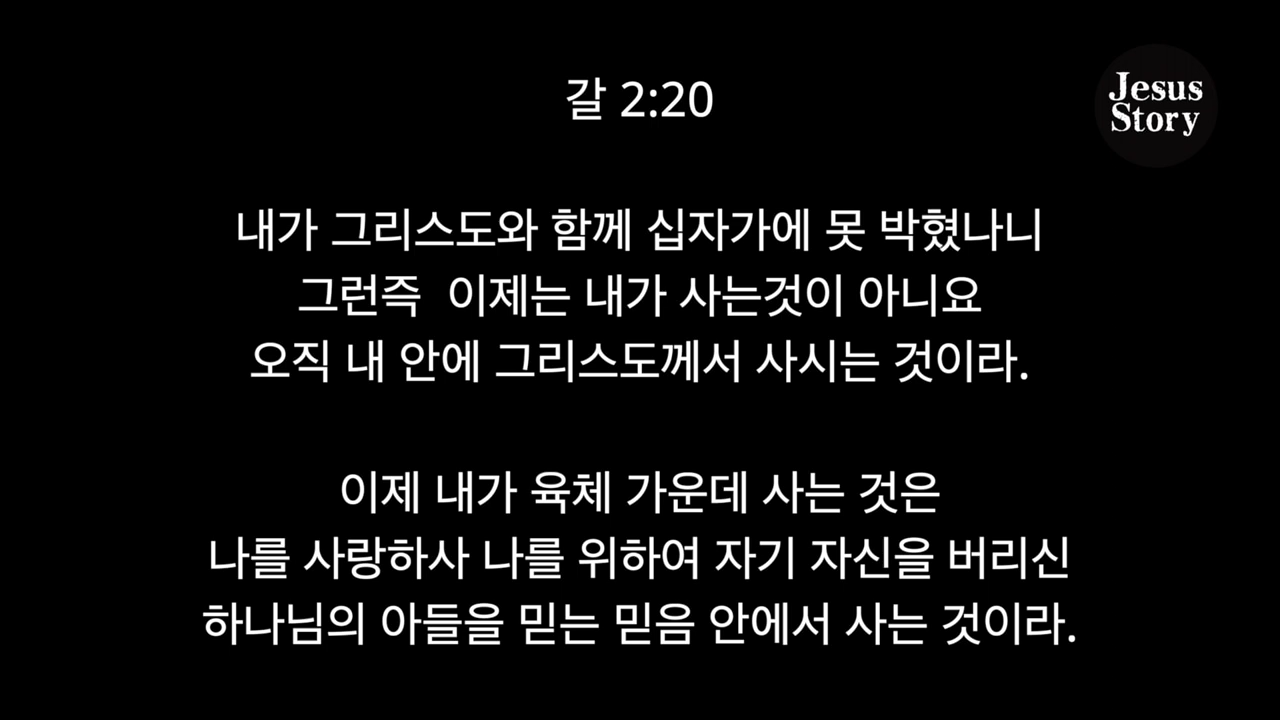 갈 2:20
Jesus
Story
내가 그리스도와 함께 십자가에 못 박혔나니
그런즉  이제는 내가 사는것이 아니요
오직 내 안에 그리스도께서 사시는 것이라.
이제 내가 육체 가운데 사는 것은
나를 사랑하사 나를 위하여 자기 자신을 버리신
하나님의 아들을 믿는 믿음 안에서 사는 것이라.